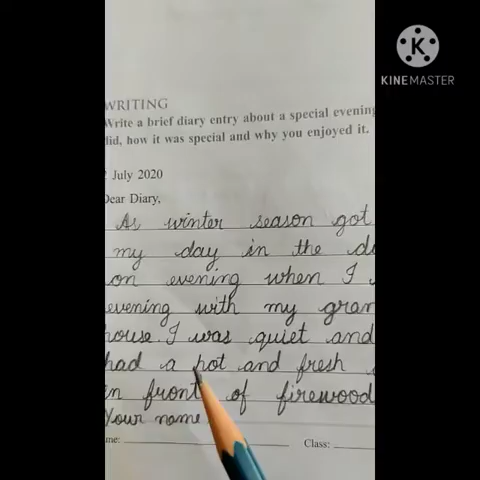 KINEMASTER
WRITING
Write a brief diary entry about a special evening
did, how it was special and why you enjoyed it.
July 2020
Dear Diary,
As winter season got
my day in the
on evening when I
evening with my
house. I was quiet and
had a hot and fresh
in front of firewood
Your name
Class: